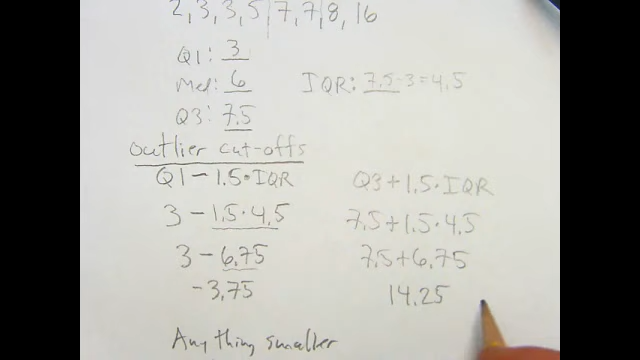 2, 3, 3, 5, 7, 7, 8, 16
Q1: 3
Med: 6
IQR: 7.5-3=4.5
Q3: 7.5
outlier cut-offs
Q1-1.5•IQR
Q3+1.5•IQR
3-1.5•4.5
7.5+1.5•4.5
3-6.75
7.5+6.75
-3.75
14.25
Anything smaller